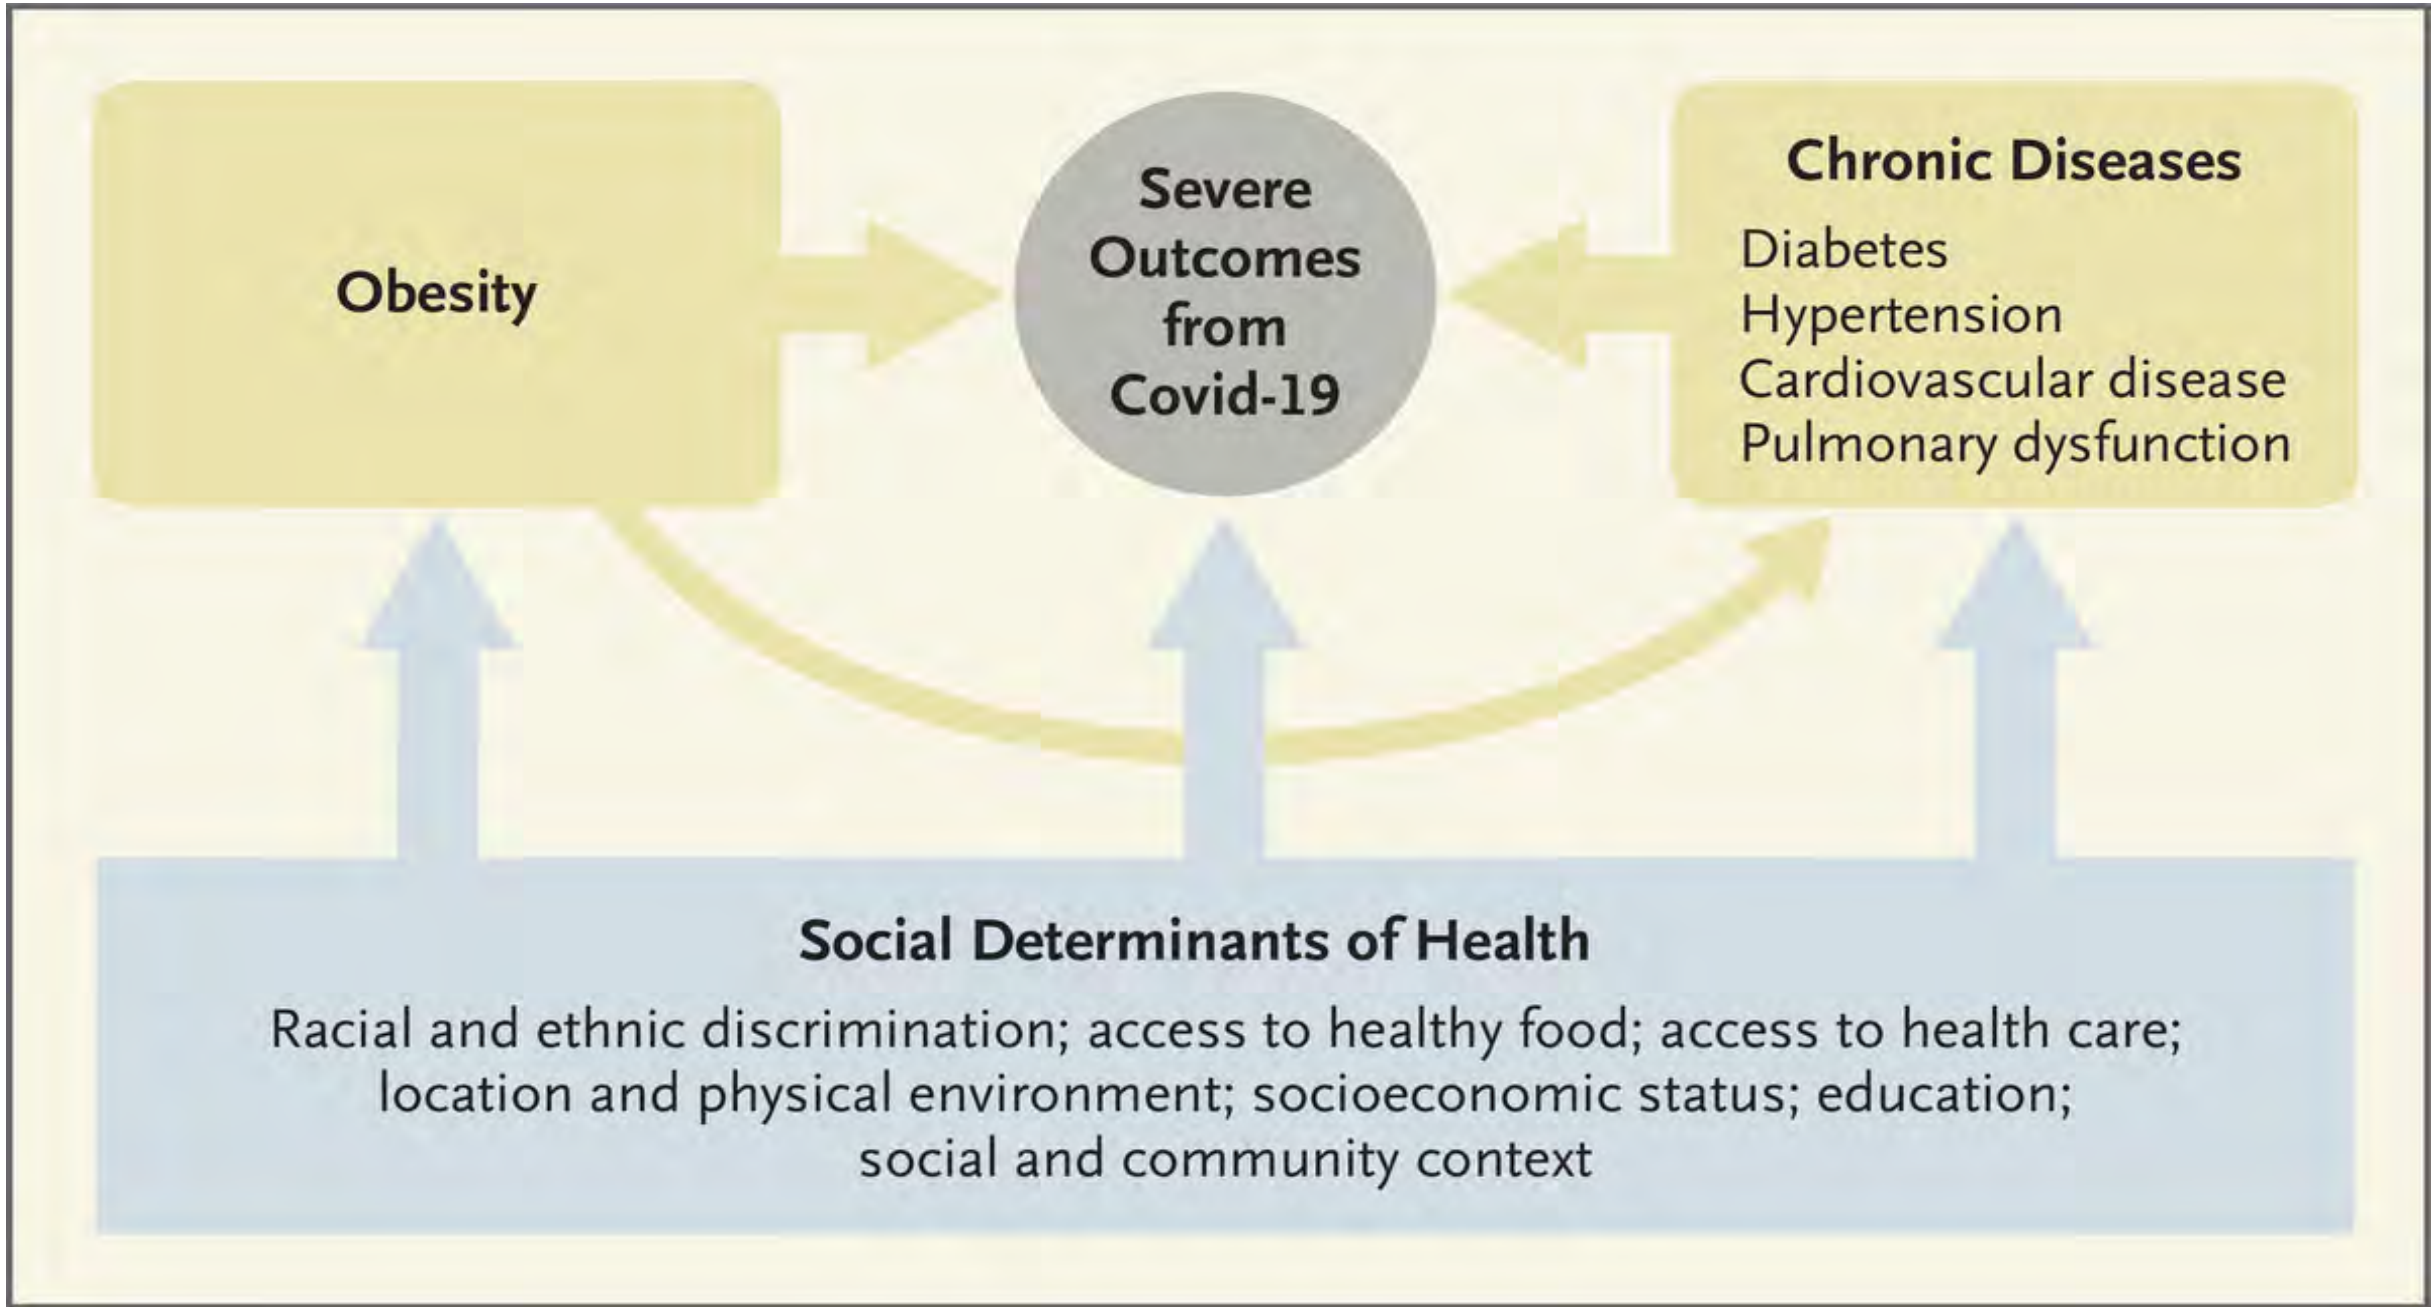 Obesity
Severe
Outcomes
from
Covid-19
Chronic Diseases
Diabetes
Hypertension
Cardiovascular disease
Pulmonary dysfunction
Social Determinants of Health
Racial and ethnic discrimination; access to healthy food; access to health care;
location and physical environment; socioeconomic status; education;
social and community context